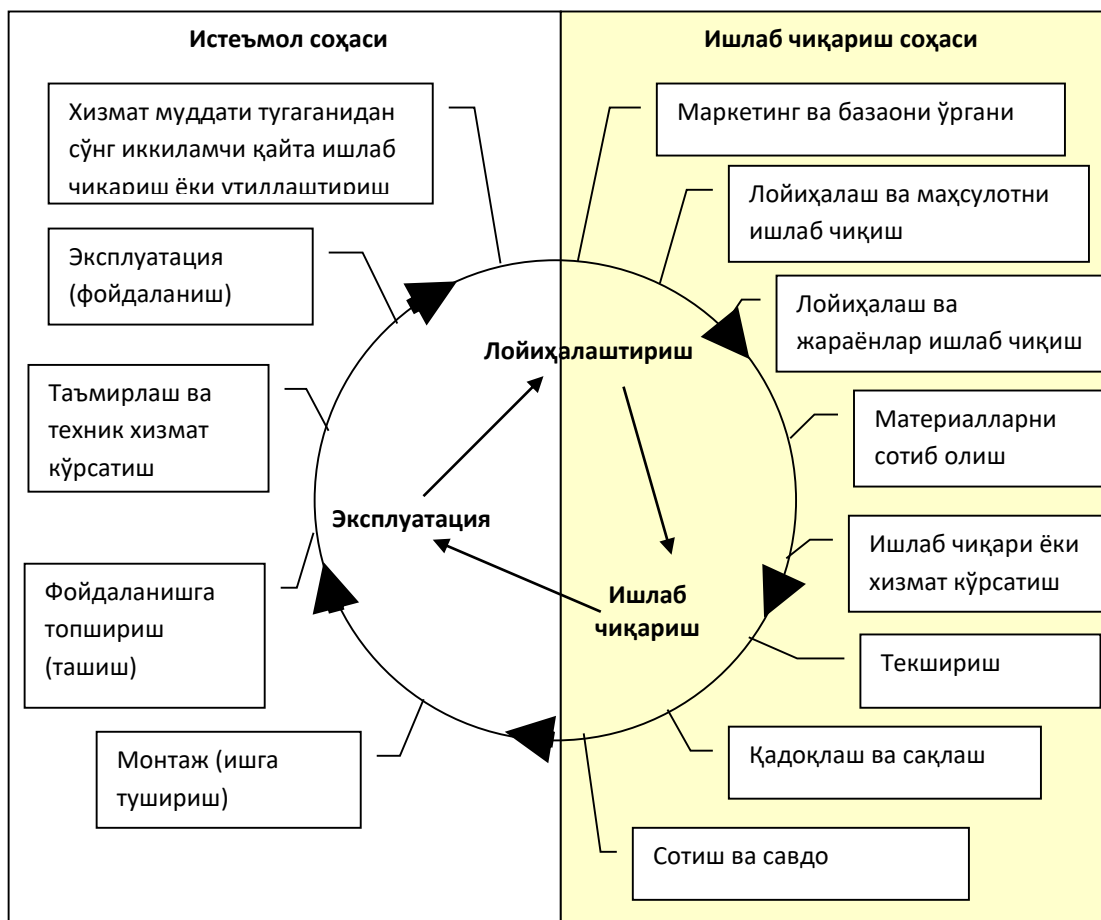 Истеъмол соҳаси
Ишлаб чиқариш соҳаси
Хизмат муддати тугаганидан
сўнг иккиламчи қайта ишлаб
чиқариш ёки утиллаштириш
Маркетинг ва базаони ўргани
Лойиҳалаш ва маҳсулотни
ишлаб чиқиш
Эксплуатация
(фойдаланиш)
Лойиҳалаш ва
жараёнлар ишлаб чиқиш
Лойиҳалаштириш
Таъмирлаш ва
техник хизмат
кўрсатиш
Материалларни
сотиб олиш
Эксплуатация
Ишлаб чиқари ёки
хизмат кўрсатиш
Фойдаланишга
топшириш
(ташиш)
Ишлаб
чиқариш
Текшириш
Монтаж (ишга
тушириш)
Қадоқлаш ва сақлаш
Сотиш ва савдо